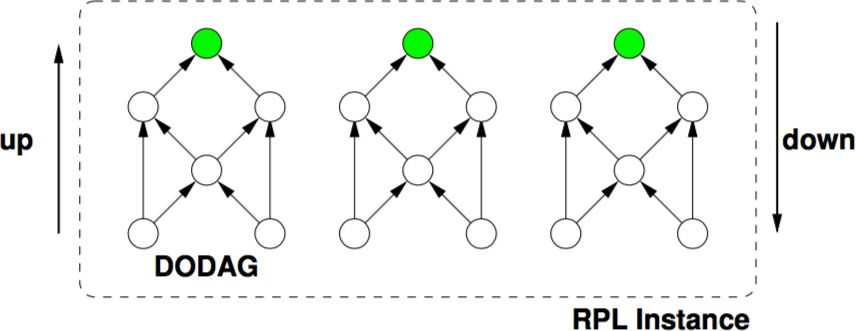 up
down
DODAG
RPL Instance